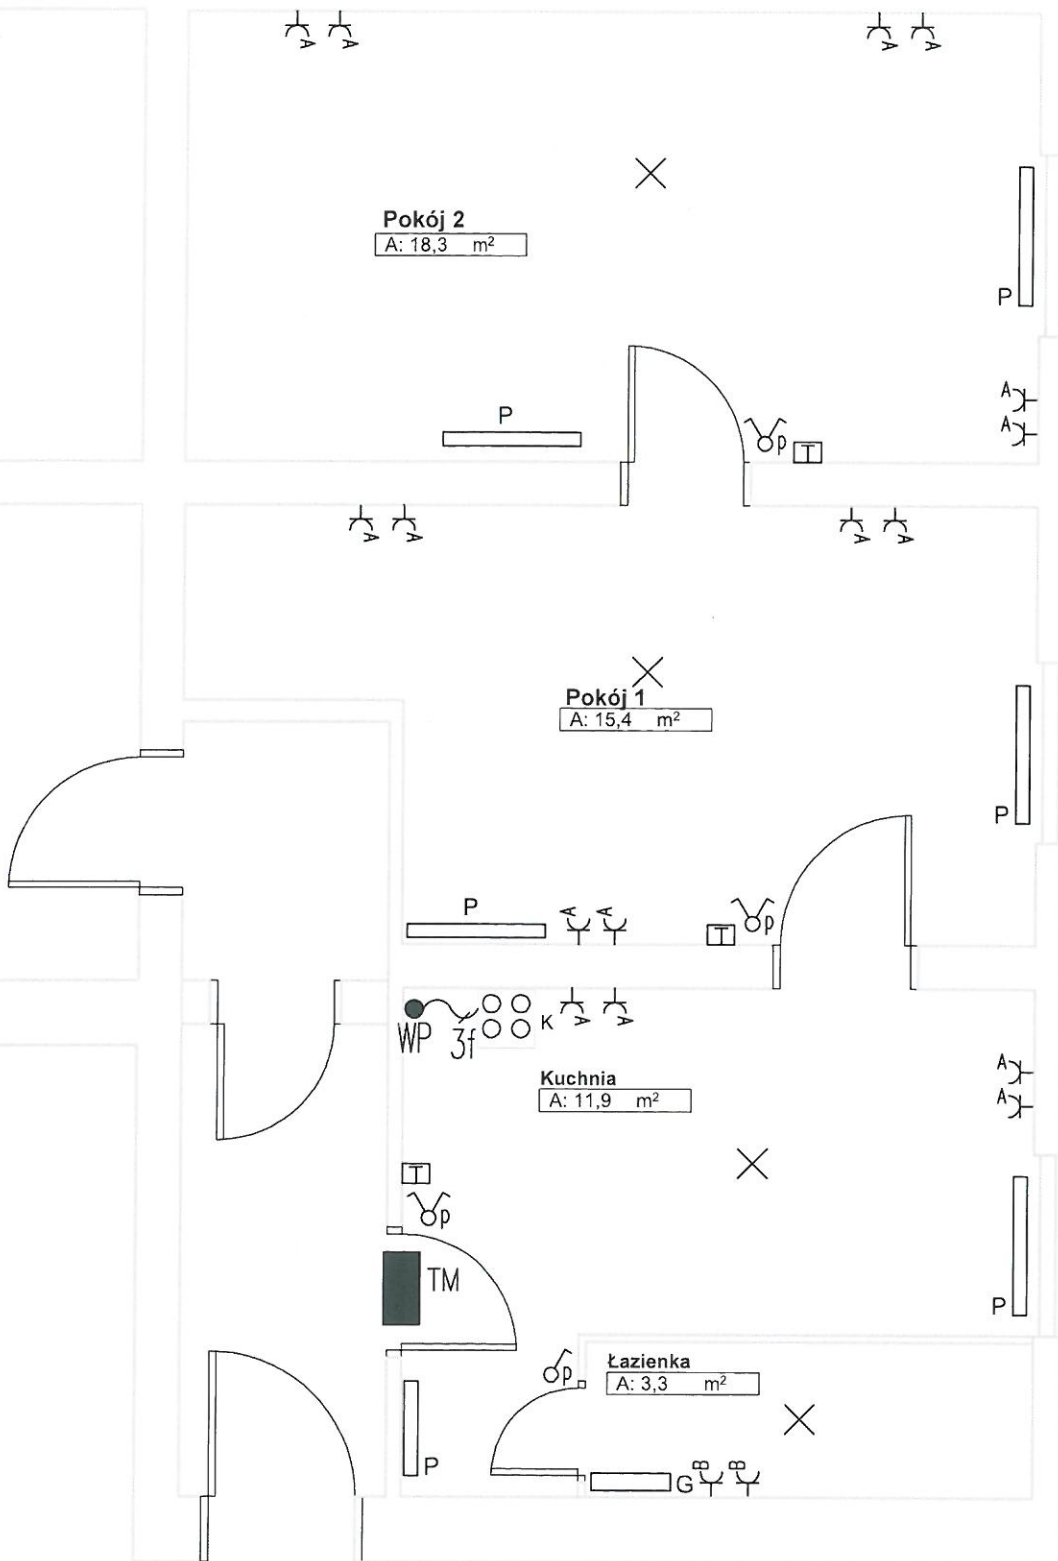 A A A A
Pokój 2
A: 18,3 m²
P
A
P
A
p T
A A A A
Pokój 1
A: 15,4 m²
P
P A A
p
T
K A A
WP 3f
A
Kuchnia
A: 11,9 m²
A
T
p
TM
P
Łazienka
p
A: 3,3 m²
P
G B B